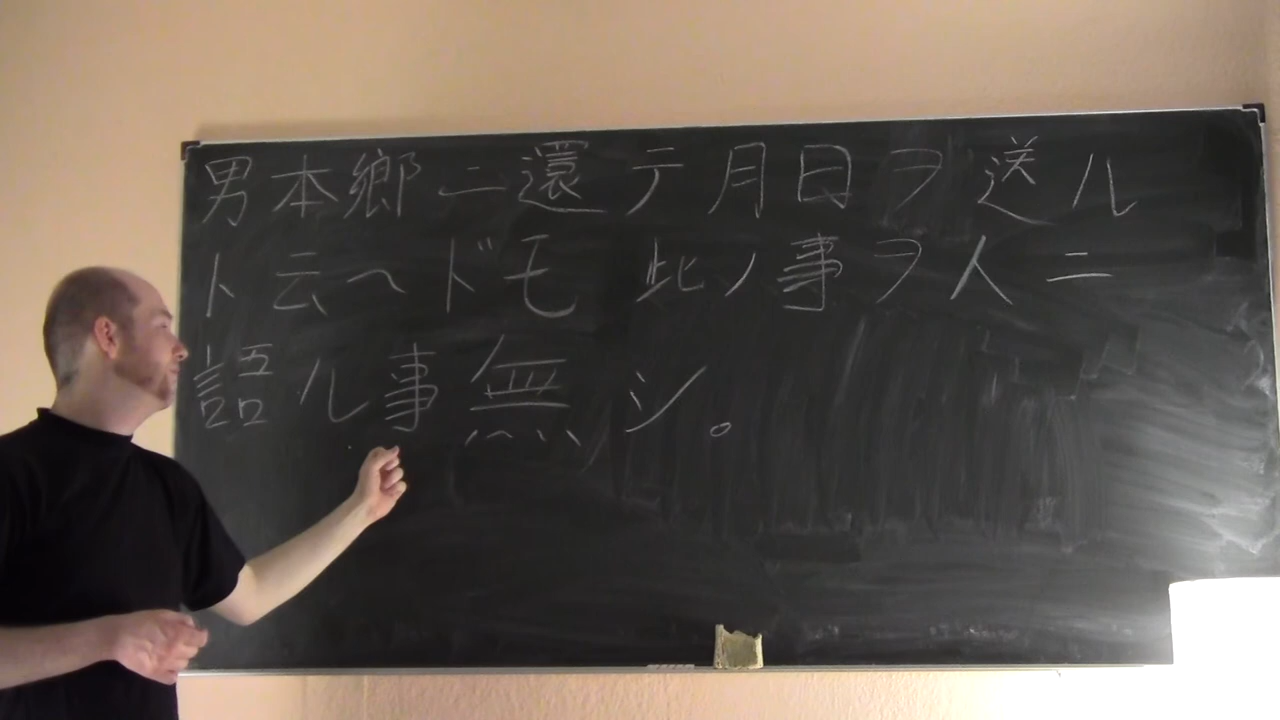 男本郷ニ還テ月日ヲ送ル
ト云ヘドモ 此ノ事ヲ人ニ
語ル事無シ。